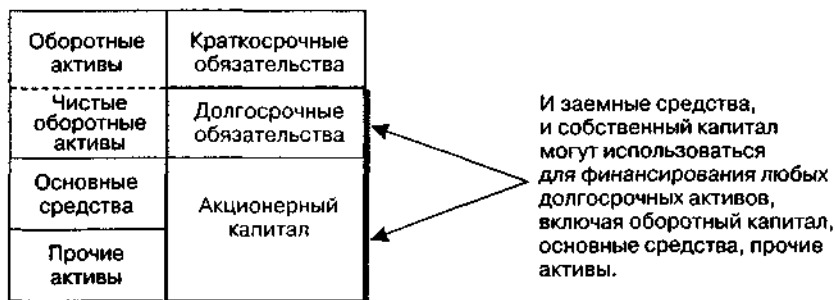 Оборотные
активы
Краткосрочные
обязательства
Чистые
оборотные
активы
Долгосрочные
обязательства
Основные
средства
Акционерный
капитал
Прочие
активы
И заемные средства,
и собственный капитал
могут использоваться
для финансирования любых
долгосрочных активов,
включая оборотный капитал,
основные средства, прочие
активы.